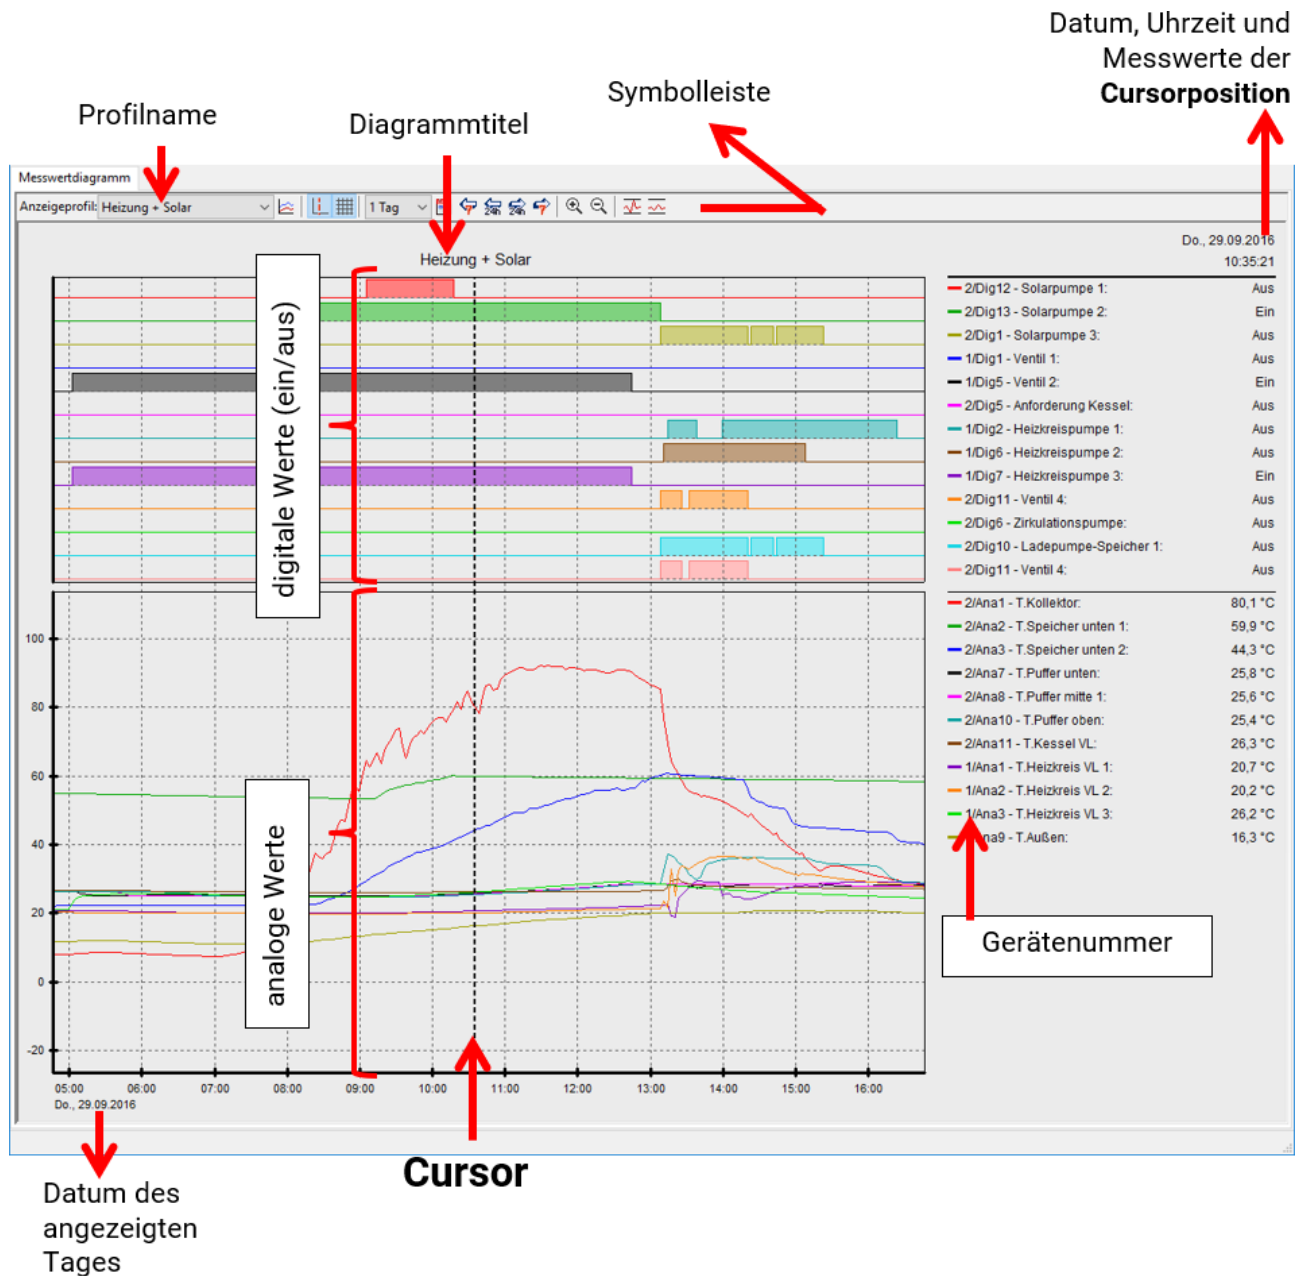 Datum, Uhrzeit und
Messwerte der
Cursorposition
Symbolleiste
Profilname
Diagrammtitel
Messwertdiagramm
Anzeigeprofil: Heizung + Solar
1 Tag
Do., 29.09.2016
10:35:21
Heizung + Solar
digitale Werte (ein/aus)
2/Dig12 - Solarpumpe 1: Aus
2/Dig13 - Solarpumpe 2: Ein
2/Dig1 - Solarpumpe 3: Aus
1/Dig1 - Ventil 1: Aus
1/Dig5 - Ventil 2: Ein
2/Dig5 - Anforderung Kessel: Aus
1/Dig2 - Heizkreispumpe 1: Aus
1/Dig6 - Heizkreispumpe 2: Aus
1/Dig7 - Heizkreispumpe 3: Ein
2/Dig11 - Ventil 4: Aus
2/Dig6 - Zirkulationspumpe: Aus
2/Dig10 - Ladepumpe-Speicher 1: Aus
2/Dig11 - Ventil 4: Aus
analoge Werte
2/Ana1 - T.Kollektor: 80,1 °C
2/Ana2 - T.Speicher unten 1: 59,9 °C
2/Ana3 - T.Speicher unten 2: 44,3 °C
2/Ana7 - T.Puffer unten: 25,8 °C
2/Ana8 - T.Puffer mitte 1: 25,6 °C
2/Ana10 - T.Puffer oben: 25,4 °C
2/Ana11 - T.Kessel VL: 26,3 °C
1/Ana1 - T.Heizkreis VL 1: 20,7 °C
1/Ana2 - T.Heizkreis VL 2: 20,2 °C
1/Ana3 - T.Heizkreis VL 3: 26,2 °C
na9 - T.Außen: 16,3 °C
Gerätenummer
100
80
60
40
20
0
-20
05:00 06:00 07:00 08:00 09:00 10:00 11:00 12:00 13:00 14:00 15:00 16:00
Do., 29.09.2016
Cursor
Datum des
angezeigten
Tages